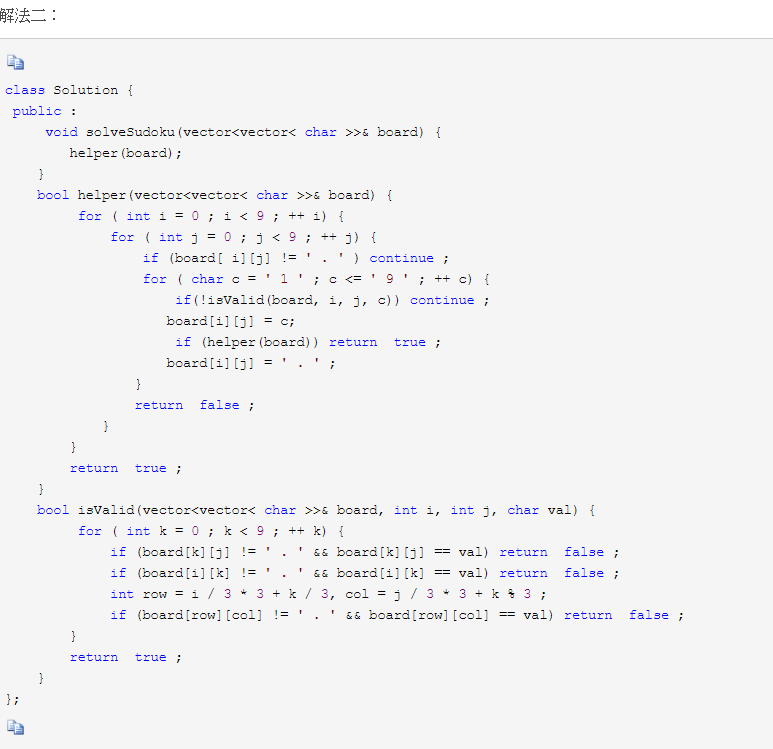 解法二：
class Solution {
 public :
     void solveSudoku(vector<vector< char >>& board) {
        helper(board);
    }
    bool helper(vector<vector< char >>& board) {
         for ( int i = 0 ; i < 9 ; ++ i) {
             for ( int j = 0 ; j < 9 ; ++ j) {
                 if (board[ i][j] != ' . ' ) continue ;
                 for ( char c = ' 1 ' ; c <= ' 9 ' ; ++ c) {
                     if(!isValid(board, i, j, c)) continue ;
                    board[i][j] = c;
                     if (helper(board)) return  true ;
                    board[i][j] = ' . ' ;
                }
                return  false ;
            }
        }
        return  true ;
    }
    bool isValid(vector<vector< char >>& board, int i, int j, char val) {
         for ( int k = 0 ; k < 9 ; ++ k) {
             if (board[k][j] != ' . ' && board[k][j] == val) return  false ;
             if (board[i][k] != ' . ' && board[i][k] == val) return  false ;
             int row = i / 3 * 3 + k / 3, col = j / 3 * 3 + k % 3 ;
             if (board[row][col] != ' . ' && board[row][col] == val) return  false ;
        }
        return  true ;
    }
};